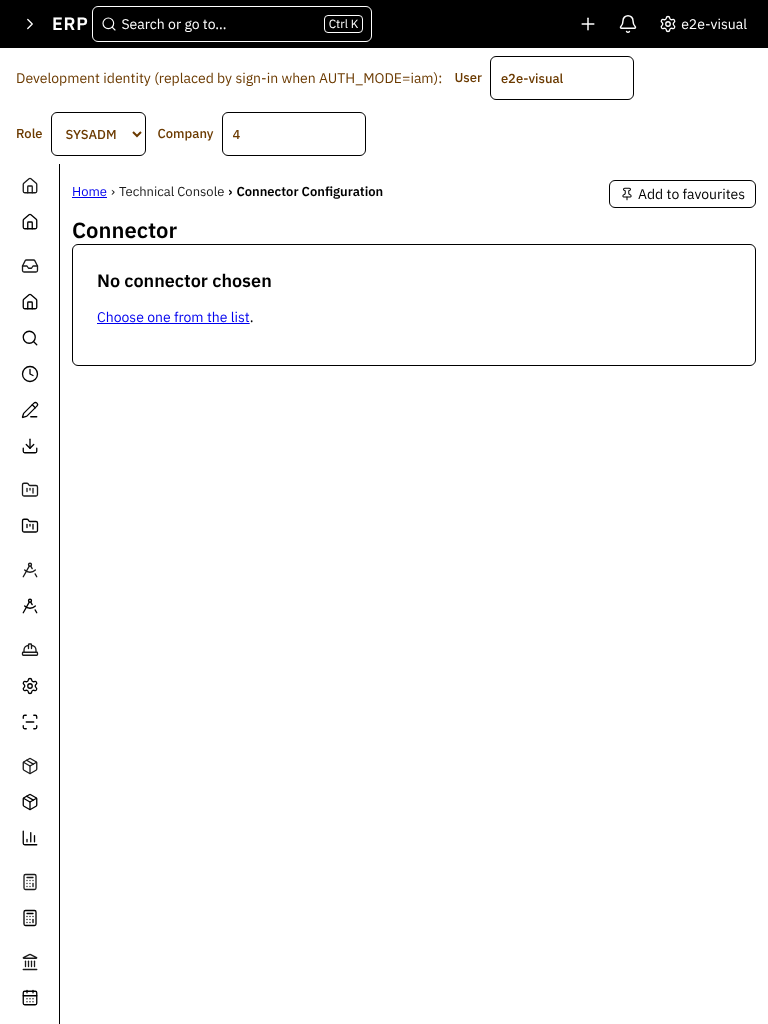 ERP Search or go to... Ctrl K e2e-visual
Development identity (replaced by sign-in when AUTH_MODE=iam): User e2e-visual
Role SYSADM Company 4
Home › Technical Console › Connector Configuration Add to favourites
Connector
No connector chosen
Choose one from the list.